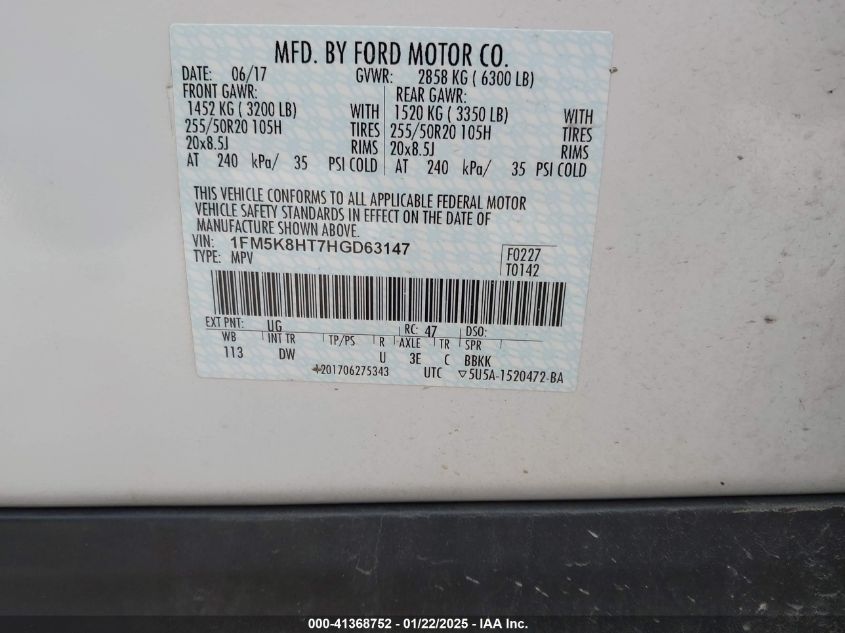 MFD. BY FORD MOTOR CO.
DATE: 06/17 GVWR: 2858 KG ( 6300 LB)
FRONT GAWR: REAR GAWR:
1452 KG ( 3200 LB) WITH 1520 KG ( 3350 LB) WITH
255/50R20 105H TIRES 255/50R20 105H TIRES
20x8.5J RIMS 20x8.5J RIMS
AT 240 kPa/ 35 PSI COLD AT 240 kPa/ 35 PSI COLD
THIS VEHICLE CONFORMS TO ALL APPLICABLE FEDERAL MOTOR
VEHICLE SAFETY STANDARDS IN EFFECT ON THE DATE OF
MANUFACTURE SHOWN ABOVE.
VIN: 1FM5K8HT7HGD63147 F0227
TYPE: MPV T0142
EXT PNT: UG RC: 47 DSO:
WB INT TR TP/PS R AXLE TR SPR
113 DW U 3E C BBKK
201706275343 UTC ▽5U5A-1520472-BA
000-41368752 - 01/22/2025 - IAA Inc.